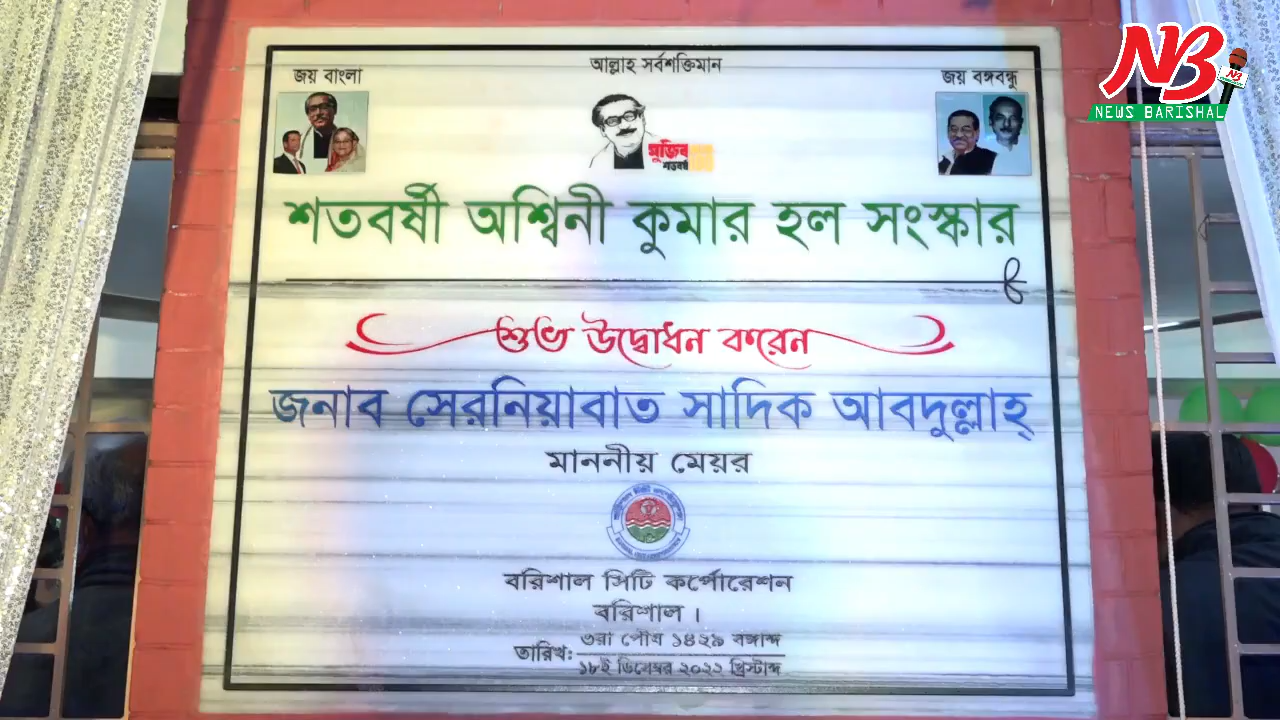 আল্লাহ সর্বশক্তিমান
জয় বাংলা
জয় বঙ্গবন্ধু
NB
NEWS BARISHAL
মুজিব
শতবর্ষ
শতবর্ষী অশ্বিনী কুমার হল সংস্কার
শুভ উদ্বোধন করেন
জনাব সেরনিয়াবাত সাদিক আবদুল্লাহ্
মাননীয় মেয়র
বরিশাল সিটি কর্পোরেশন
বরিশাল ।
তারিখ: ৩রা পৌষ ১৪২৯ বঙ্গাব্দ
১৮ই ডিসেম্বর ২০২২ খ্রিস্টাব্দ